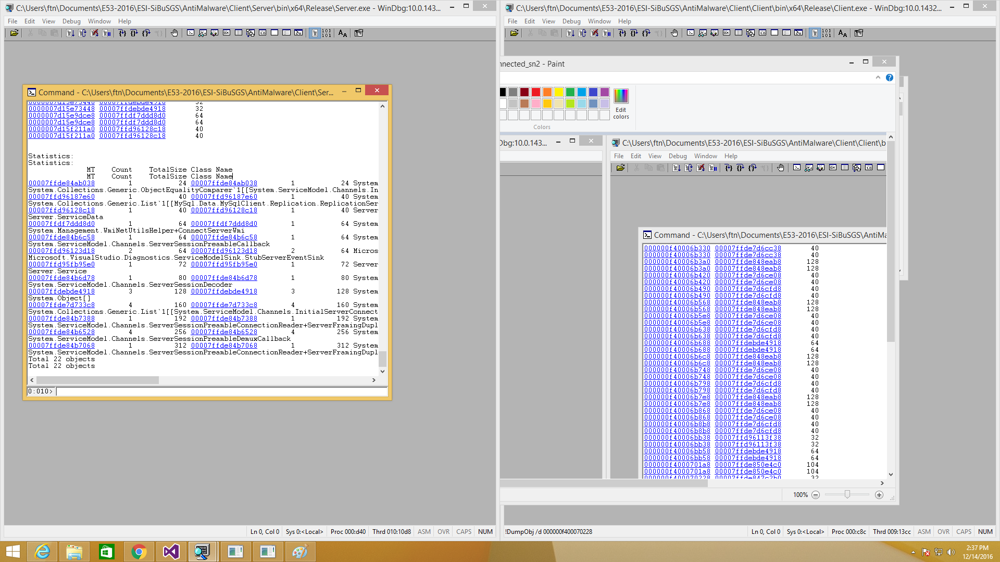 C:\Users\ftn\Documents\E53-2016\ESI-SiBuSGS\AntiMalware\Client\Server\bin\x64\Release\Server.exe - WinDbg:10.0.143...
File Edit View Debug Window Help
Command - C:\Users\ftn\Documents\E53-2016\ESI-SiBuSGS\AntiMalware\Client\Ser...
0000007d15e73448 00007ffdebde4918 32
0000007d15e73448 00007ffdebde4918 32
0000007d15e9dce8 00007ffdf7ddd8d0 64
0000007d15e9dce8 00007ffdf7ddd8d0 64
0000007d15f211a0 00007ffd96128c18 40
0000007d15f211a0 00007ffd96128c18 40
Statistics:
Statistics:
MT Count TotalSize Class Name
MT Count TotalSize Class Name
00007ffde84ab038 1 24 00007ffde84ab038 1 24 System
System.Collections.Generic.ObjectEqualityComparer`1[[System.ServiceModel.Channels.In
00007ffd96187e60 1 40 00007ffd96187e60 1 40 System
System.Collections.Generic.List`1[[MySql.Data.MySqlClient.Replication.ReplicationSer
00007ffd96128c18 1 40 00007ffd96128c18 1 40 Server
Server.ServiceData
00007ffdf7ddd8d0 1 64 00007ffdf7ddd8d0 1 64 System
System.Management.WmiNetUtilsHelper+ConnectServerWmi
00007ffde84b6c58 1 64 00007ffde84b6c58 1 64 System
System.ServiceModel.Channels.ServerSessionPreambleCallback
00007ffd96123d18 2 64 00007ffd96123d18 2 64 Micros
Microsoft.VisualStudio.Diagnostics.ServiceModelSink.StubServerEventSink
00007ffd95fb95e0 1 72 00007ffd95fb95e0 1 72 Server
Server.Service
00007ffde84b6d78 1 80 00007ffde84b6d78 1 80 System
System.ServiceModel.Channels.ServerSessionDecoder
00007ffdebde4918 3 128 00007ffdebde4918 3 128 System
System.Object[]
00007ffde7d733c8 4 160 00007ffde7d733c8 4 160 System
System.Collections.Generic.List`1[[System.ServiceModel.Channels.InitialServerConnect
00007ffde84b7388 1 192 00007ffde84b7388 1 192 System
System.ServiceModel.Channels.ServerSessionPreambleConnectionReader+ServerFramingDupl
00007ffde84b6528 4 256 00007ffde84b6528 4 256 System
System.ServiceModel.Channels.ServerSessionPreambleDemuxCallback
00007ffde84b7068 1 312 00007ffde84b7068 1 312 System
System.ServiceModel.Channels.ServerSessionPreambleConnectionReader+ServerFramingDupl
Total 22 objects
Total 22 objects
0:010>
Ln 0, Col 0 Sys 0:<Local> Proc 000:d40 Thrd 010:10d8 ASM OVR CAPS NUM
C:\Users\ftn\Documents\E53-2016\ESI-SiBuSGS\AntiMalware\Client\Client\bin\x64\Release\Client.exe - WinDbg:10.0.1432...
File Edit View Debug Window Help
nnected_sn2 - Paint
Edit
colors
Colors
Dbg:10.0.143...
C:\Users\ftn\Documents\E53-2016\ESI-SiBuSGS\AntiMalware\Client\Client\b
File Edit View Debug Window Help
Command - C:\Users\ftn\Documents\E53-2016\ESI-SiBuSGS\AntiMa
000000f40006b330 00007ffde7d6cc38 40
000000f40006b330 00007ffde7d6cc38 40
000000f40006b3a0 00007ffde848eab8 128
000000f40006b3a0 00007ffde848eab8 128
000000f40006b420 00007ffde7d6ce08 40
000000f40006b420 00007ffde7d6ce08 40
000000f40006b490 00007ffde7d6cfd8 40
000000f40006b490 00007ffde7d6cfd8 40
000000f40006b568 00007ffde848eab8 128
000000f40006b568 00007ffde848eab8 128
000000f40006b5e8 00007ffde7d6ce08 40
000000f40006b5e8 00007ffde7d6ce08 40
000000f40006b638 00007ffde7d6cfd8 40
000000f40006b638 00007ffde7d6cfd8 40
000000f40006b688 00007ffdebde4918 64
000000f40006b688 00007ffdebde4918 64
000000f40006b6c8 00007ffde848eab8 128
000000f40006b6c8 00007ffde848eab8 128
000000f40006b748 00007ffde7d6ce08 40
000000f40006b748 00007ffde7d6ce08 40
000000f40006b798 00007ffde7d6cfd8 40
000000f40006b798 00007ffde7d6cfd8 40
000000f40006b7e8 00007ffde848eab8 128
000000f40006b7e8 00007ffde848eab8 128
000000f40006b868 00007ffde7d6ce08 40
000000f40006b868 00007ffde7d6ce08 40
000000f40006b8b8 00007ffde7d6cfd8 40
000000f40006b8b8 00007ffde7d6cfd8 40
000000f40006bb38 00007ffd96113f38 32
000000f40006bb38 00007ffd96113f38 32
000000f40006bb58 00007ffdebde4918 64
000000f40006bb58 00007ffdebde4918 64
000000f4000701a8 00007ffde850e4c0 104
000000f4000701a8 00007ffde850e4c0 104
000000f400070228 00007ffde847c2b0 32
100%
!DumpObj /d 000000f400070228
Ln 0, Col 0 Sys 0:<Local> Proc 000:c8c Thrd 009:13cc ASM OVR CAPS NUM
2:37 PM
12/14/2016